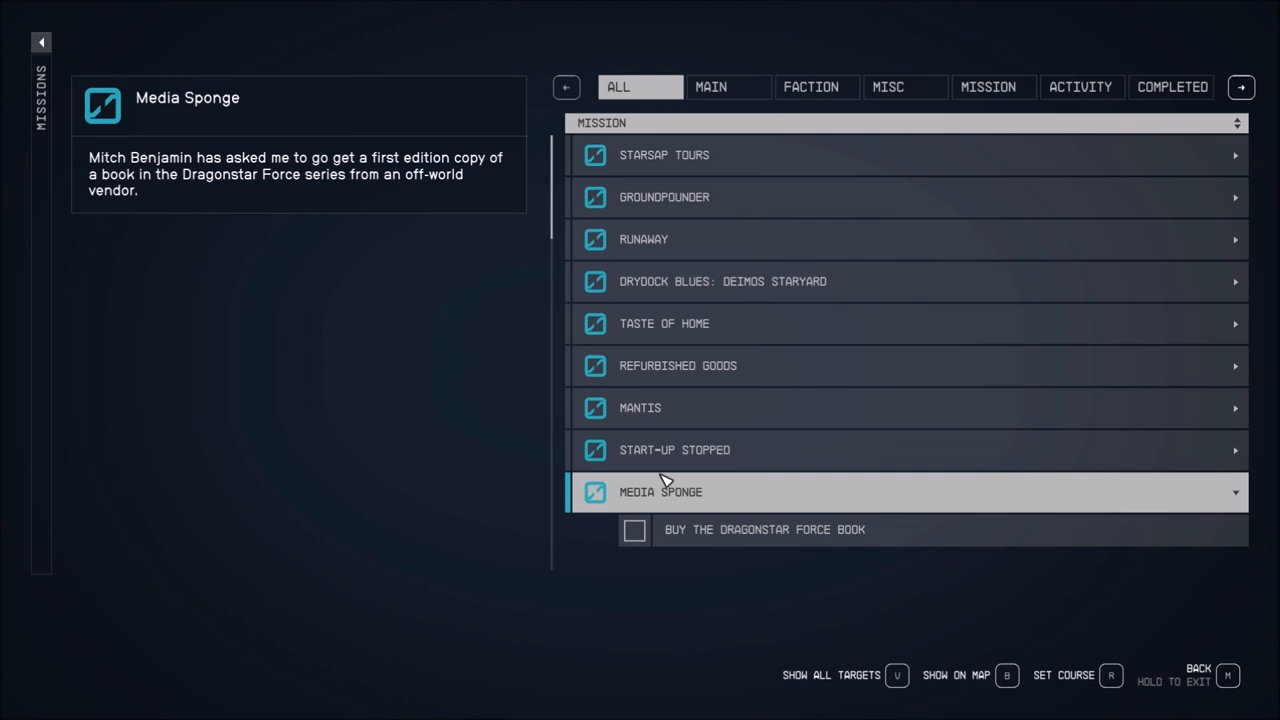 MISSIONS
Media Sponge
Mitch Benjamin has asked me to go get a first edition copy of
a book in the Dragonstar Force series from an off-world
vendor.
ALL
MAIN
FACTION
MISC
MISSION
ACTIVITY
COMPLETED
MISSION
STARSAP TOURS
GROUNDPOUNDER
RUNAWAY
DRYDOCK BLUES: DEIMOS STARYARD
TASTE OF HOME
REFURBISHED GOODS
MANTIS
START-UP STOPPED
MEDIA SPONGE
BUY THE DRAGONSTAR FORCE BOOK
SHOW ALL TARGETS V
SHOW ON MAP B
SET COURSE R
BACK
HOLD TO EXIT M